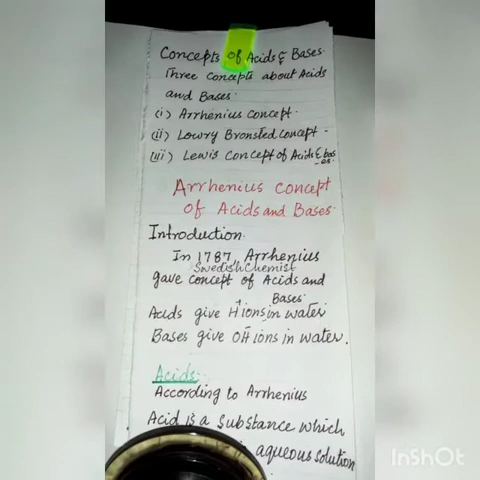 Concepts of Acids & Bases.
Three concepts about Acids
and Bases.
(i) Arrhenius concept.
(ii) Lowry Bronsted concept -
(iii) Lewis Concept of Acids & bases
Arrhenius concept
of Acids and Bases.
Introduction.
In 1787, Arrhenius
Swedish Chemist
gave concept of Acids and
Bases.
Acids give H⁺ ions in water
Bases give OH⁻ ions in water.
Acids.
According to Arrhenius
Acid is a substance which
aqueous solution
InShOt